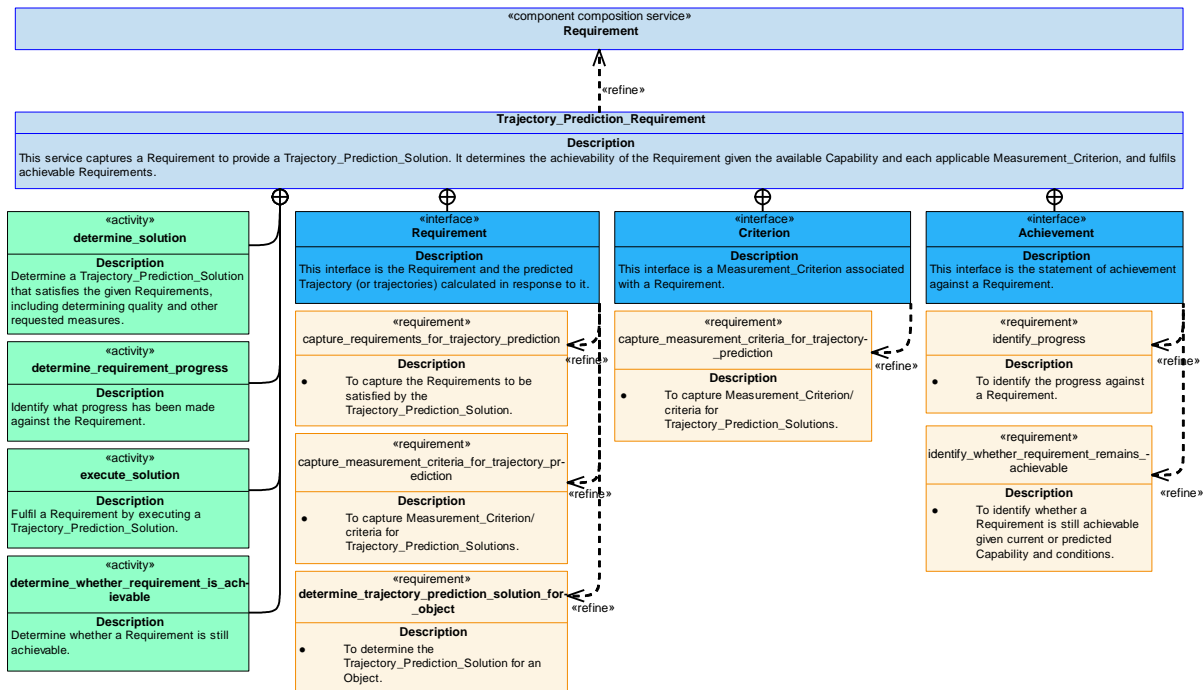 «component composition service»
Requirement
«refine»
Trajectory_Prediction_Requirement
Description
This service captures a Requirement to provide a Trajectory_Prediction_Solution. It determines the achievability of the Requirement given the available Capability and each applicable Measurement_Criterion, and fulfils
achievable Requirements.
«activity»
determine_solution
Description
Determine a Trajectory_Prediction_Solution
that satisfies the given Requirements,
including determining quality and other
requested measures.
«activity»
determine_requirement_progress
Description
Identify what progress has been made
against the Requirement.
«activity»
execute_solution
Description
Fulfil a Requirement by executing a
Trajectory_Prediction_Solution.
«activity»
determine_whether_requirement_is_ach-
ievable
Description
Determine whether a Requirement is still
achievable.
«interface»
Requirement
Description
This interface is the Requirement and the predicted
Trajectory (or trajectories) calculated in response to it.
«requirement»
capture_requirements_for_trajectory_prediction
«refine»
Description
• To capture the Requirements to be
satisfied by the
Trajectory_Prediction_Solution.
«requirement»
capture_measurement_criteria_for_trajectory_pr-
ediction
«refine»
Description
• To capture Measurement_Criterion/
criteria for
Trajectory_Prediction_Solutions.
«requirement»
determine_trajectory_prediction_solution_for-
_object
«refine»
Description
• To determine the
Trajectory_Prediction_Solution for an
Object.
«interface»
Criterion
Description
This interface is a Measurement_Criterion associated
with a Requirement.
«requirement»
capture_measurement_criteria_for_trajectory-
_prediction
«refine»
Description
• To capture Measurement_Criterion/
criteria for
Trajectory_Prediction_Solutions.
«interface»
Achievement
Description
This interface is the statement of achievement
against a Requirement.
«requirement»
identify_progress
«refine»
Description
• To identify the progress against
a Requirement.
«requirement»
identify_whether_requirement_remains_-
achievable
«refine»
Description
• To identify whether a
Requirement is still achievable
given current or predicted
Capability and conditions.